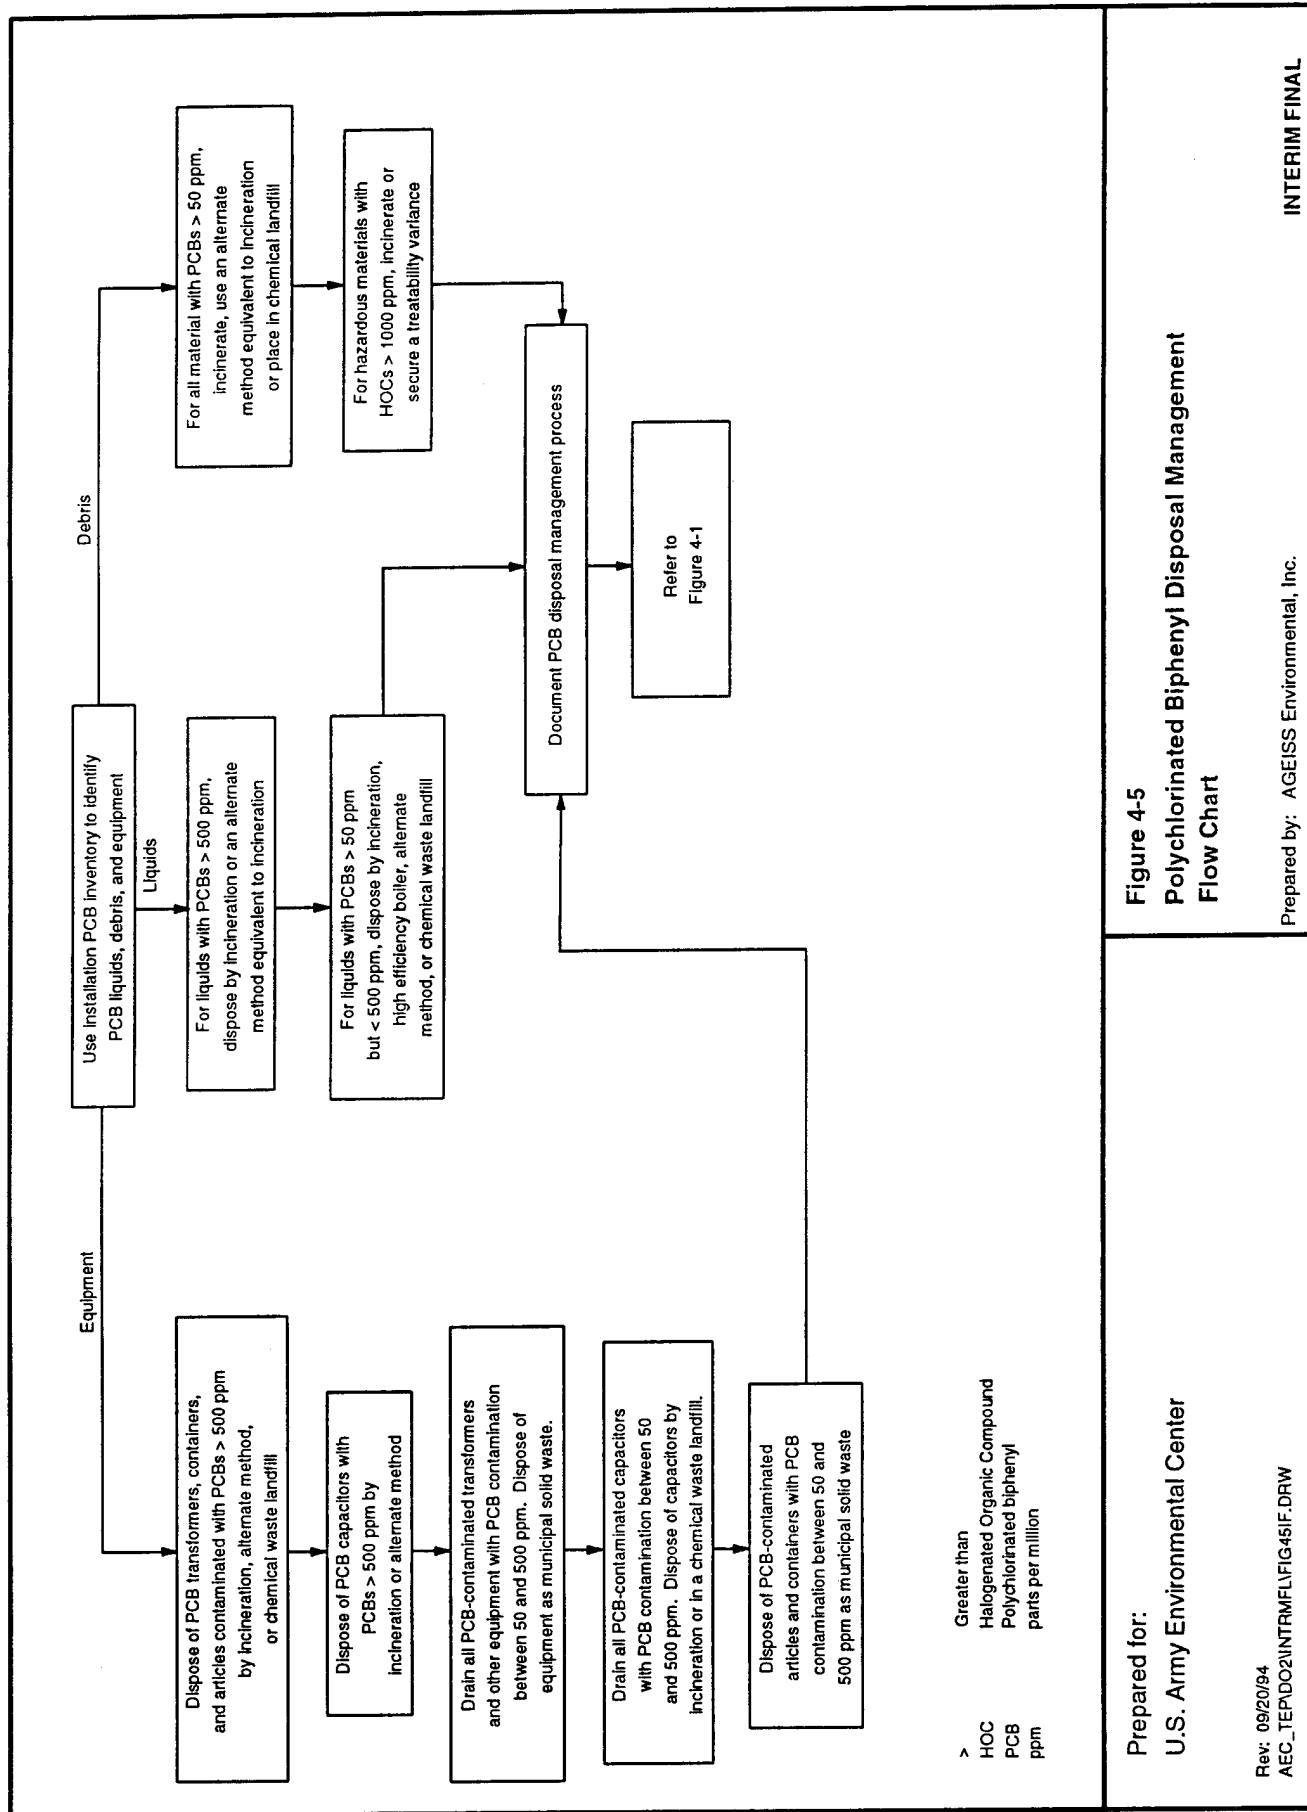 Use installation PCB inventory to identify
PCB liquids, debris, and equipment
Equipment
Liquids
Debris
Dispose of PCB transformers, containers,
and articles contaminated with PCBs > 500 ppm
by incineration, alternate method,
or chemical waste landfill
Dispose of PCB capacitors with
PCBs > 500 ppm by
incineration or alternate method
Drain all PCB-contaminated transformers
and other equipment with PCB contamination
between 50 and 500 ppm. Dispose of
equipment as municipal solid waste.
Drain all PCB-contaminated capacitors
with PCB contamination between 50
and 500 ppm. Dispose of capacitors by
incineration or in a chemical waste landfill.
Dispose of PCB-contaminated
articles and containers with PCB
contamination between 50 and
500 ppm as municipal solid waste
For liquids with PCBs > 500 ppm,
dispose by incineration or an alternate
method equivalent to incineration
For liquids with PCBs > 50 ppm
but < 500 ppm, dispose by incineration,
high efficiency boiler, alternate
method, or chemical waste landfill
For all material with PCBs > 50 ppm,
incinerate, use an alternate
method equivalent to incineration
or place in chemical landfill
For hazardous materials with
HOCs > 1000 ppm, incinerate or
secure a treatability variance
Document PCB disposal management process
Refer to
Figure 4-1
> Greater than
HOC Halogenated Organic Compound
PCB Polychlorinated biphenyl
ppm parts per million
Prepared for:
U.S. Army Environmental Center
Rev: 09/20/94
AEC_TEP\DO2\INTRMFL\FIG45IF.DRW
Figure 4-5
Polychlorinated Biphenyl Disposal Management
Flow Chart
Prepared by: AGEISS Environmental, Inc.
INTERIM FINAL